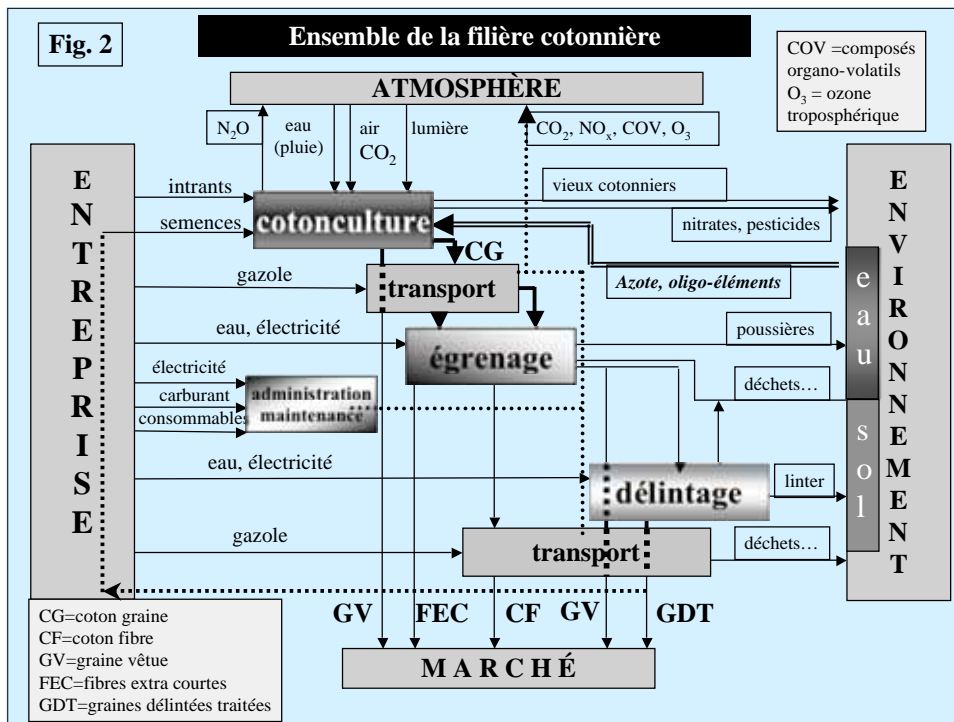 Fig. 2
Ensemble de la filière cotonnière
COV =composés
organo-volatils
O3 = ozone
troposphérique
ATMOSPHÈRE
N2O
eau
(pluie)
air
CO2
lumière
CO2, NOx, COV, O3
ENTREPRISE
ENVIRONNEMENT
intrants
semences
cotonculture
vieux cotonniers
nitrates, pesticides
CG
gazole
transport
Azote, oligo-éléments
eau
eau, électricité
égrenage
poussières
électricité
carburant
consommables
administration
maintenance
déchets…
sol
eau, électricité
délintage
linter
gazole
transport
déchets…
GV
FEC
CF
GV
GDT
MARCHÉ
CG=coton graine
CF=coton fibre
GV=graine vêtue
FEC=fibres extra courtes
GDT=graines délintées traitées